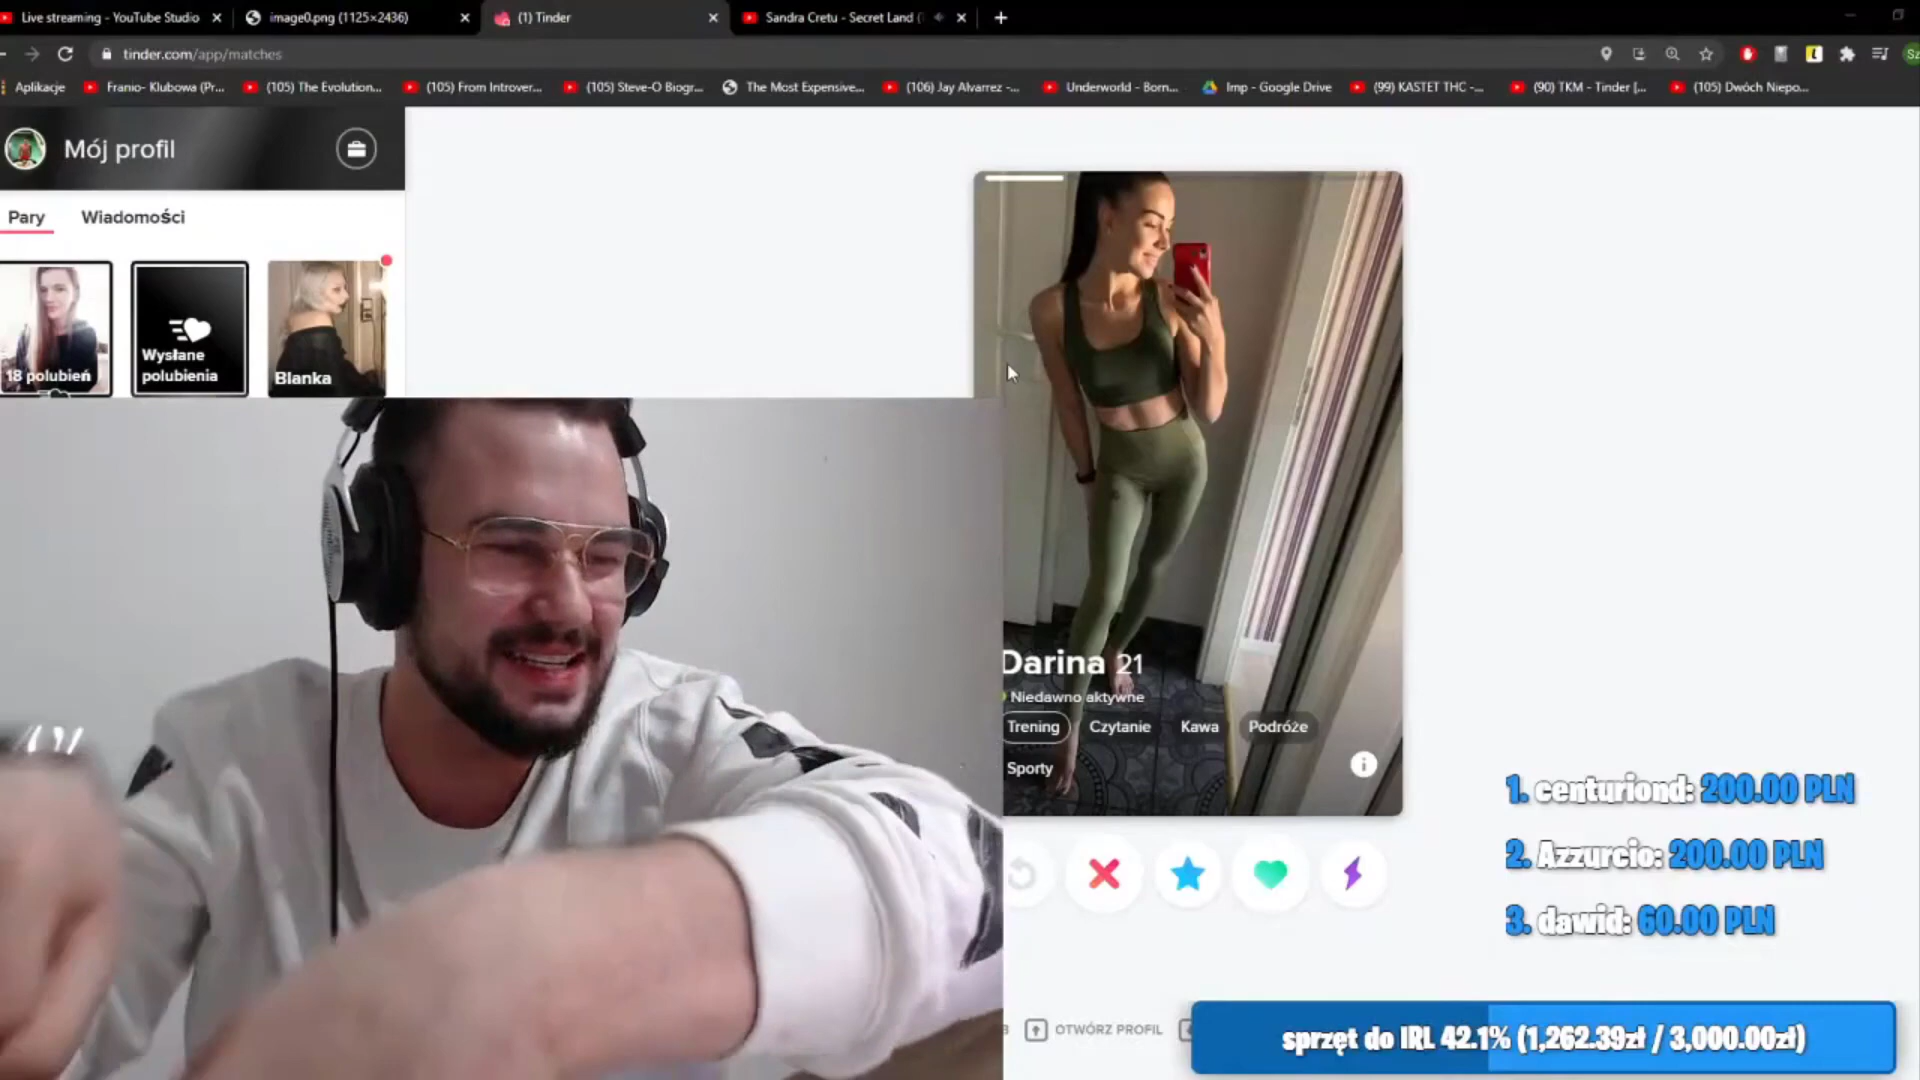 Live streaming - YouTube Studio
image0.png (1125×2436)
(1) Tinder
Sandra Cretu - Secret Land (
tinder.com/app/matches
Sz
Aplikacje
Franio- Klubowa (Pr...
(105) The Evolution...
(105) From Introver...
(105) Steve-O Biogr...
The Most Expensive...
(106) Jay Alvarrez -...
Underworld - Born...
Imp - Google Drive
(99) KASTET THC -...
(90) TKM - Tinder [...
(105) Dwóch Niepo...
Mój profil
Pary
Wiadomości
18 polubień
Wysłane
polubienia
Blanka
Darina 21
Niedawno aktywne
Trening
Czytanie
Kawa
Podróże
Sporty
1. centuriond: 200.00 PLN
2. Azzurcio: 200.00 PLN
3. dawid: 60.00 PLN
OTWÓRZ PROFIL
sprzęt do IRL 42.1% (1,262.39zł / 3,000.00zł)